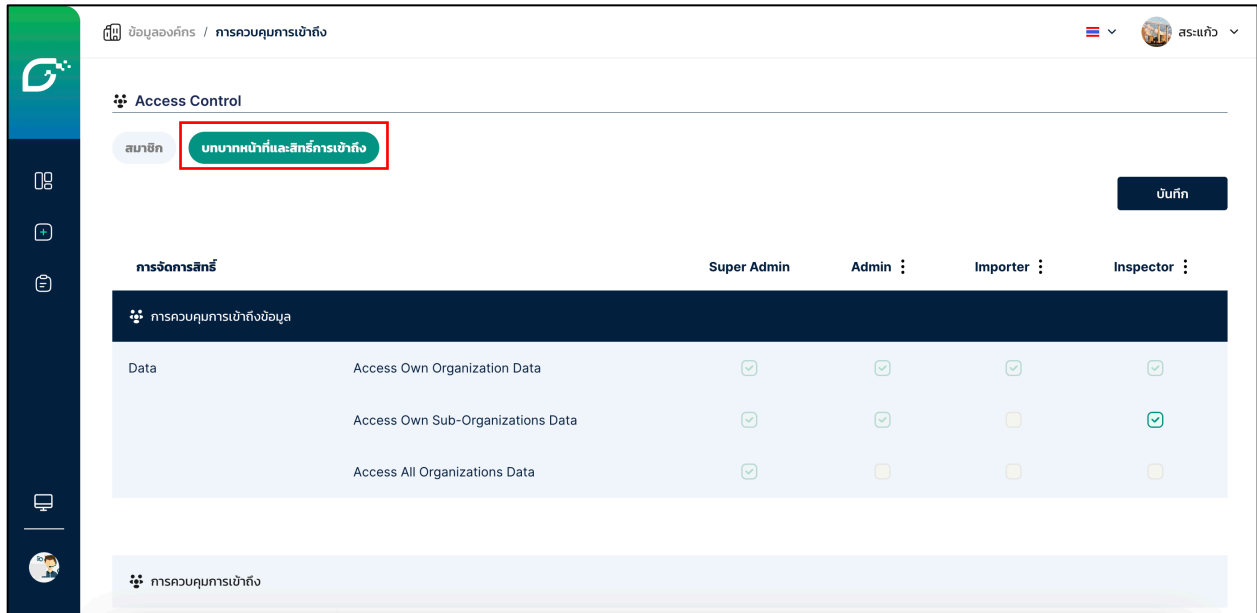 ข้อมูลองค์กร / การควบคุมการเข้าถึง
สระแก้ว
Access Control
สมาชิก บทบาทหน้าที่และสิทธิ์การเข้าถึง
บันทึก
การจัดการสิทธิ์ Super Admin Admin Importer Inspector
การควบคุมการเข้าถึงข้อมูล
Data Access Own Organization Data
Access Own Sub-Organizations Data
Access All Organizations Data
การควบคุมการเข้าถึง